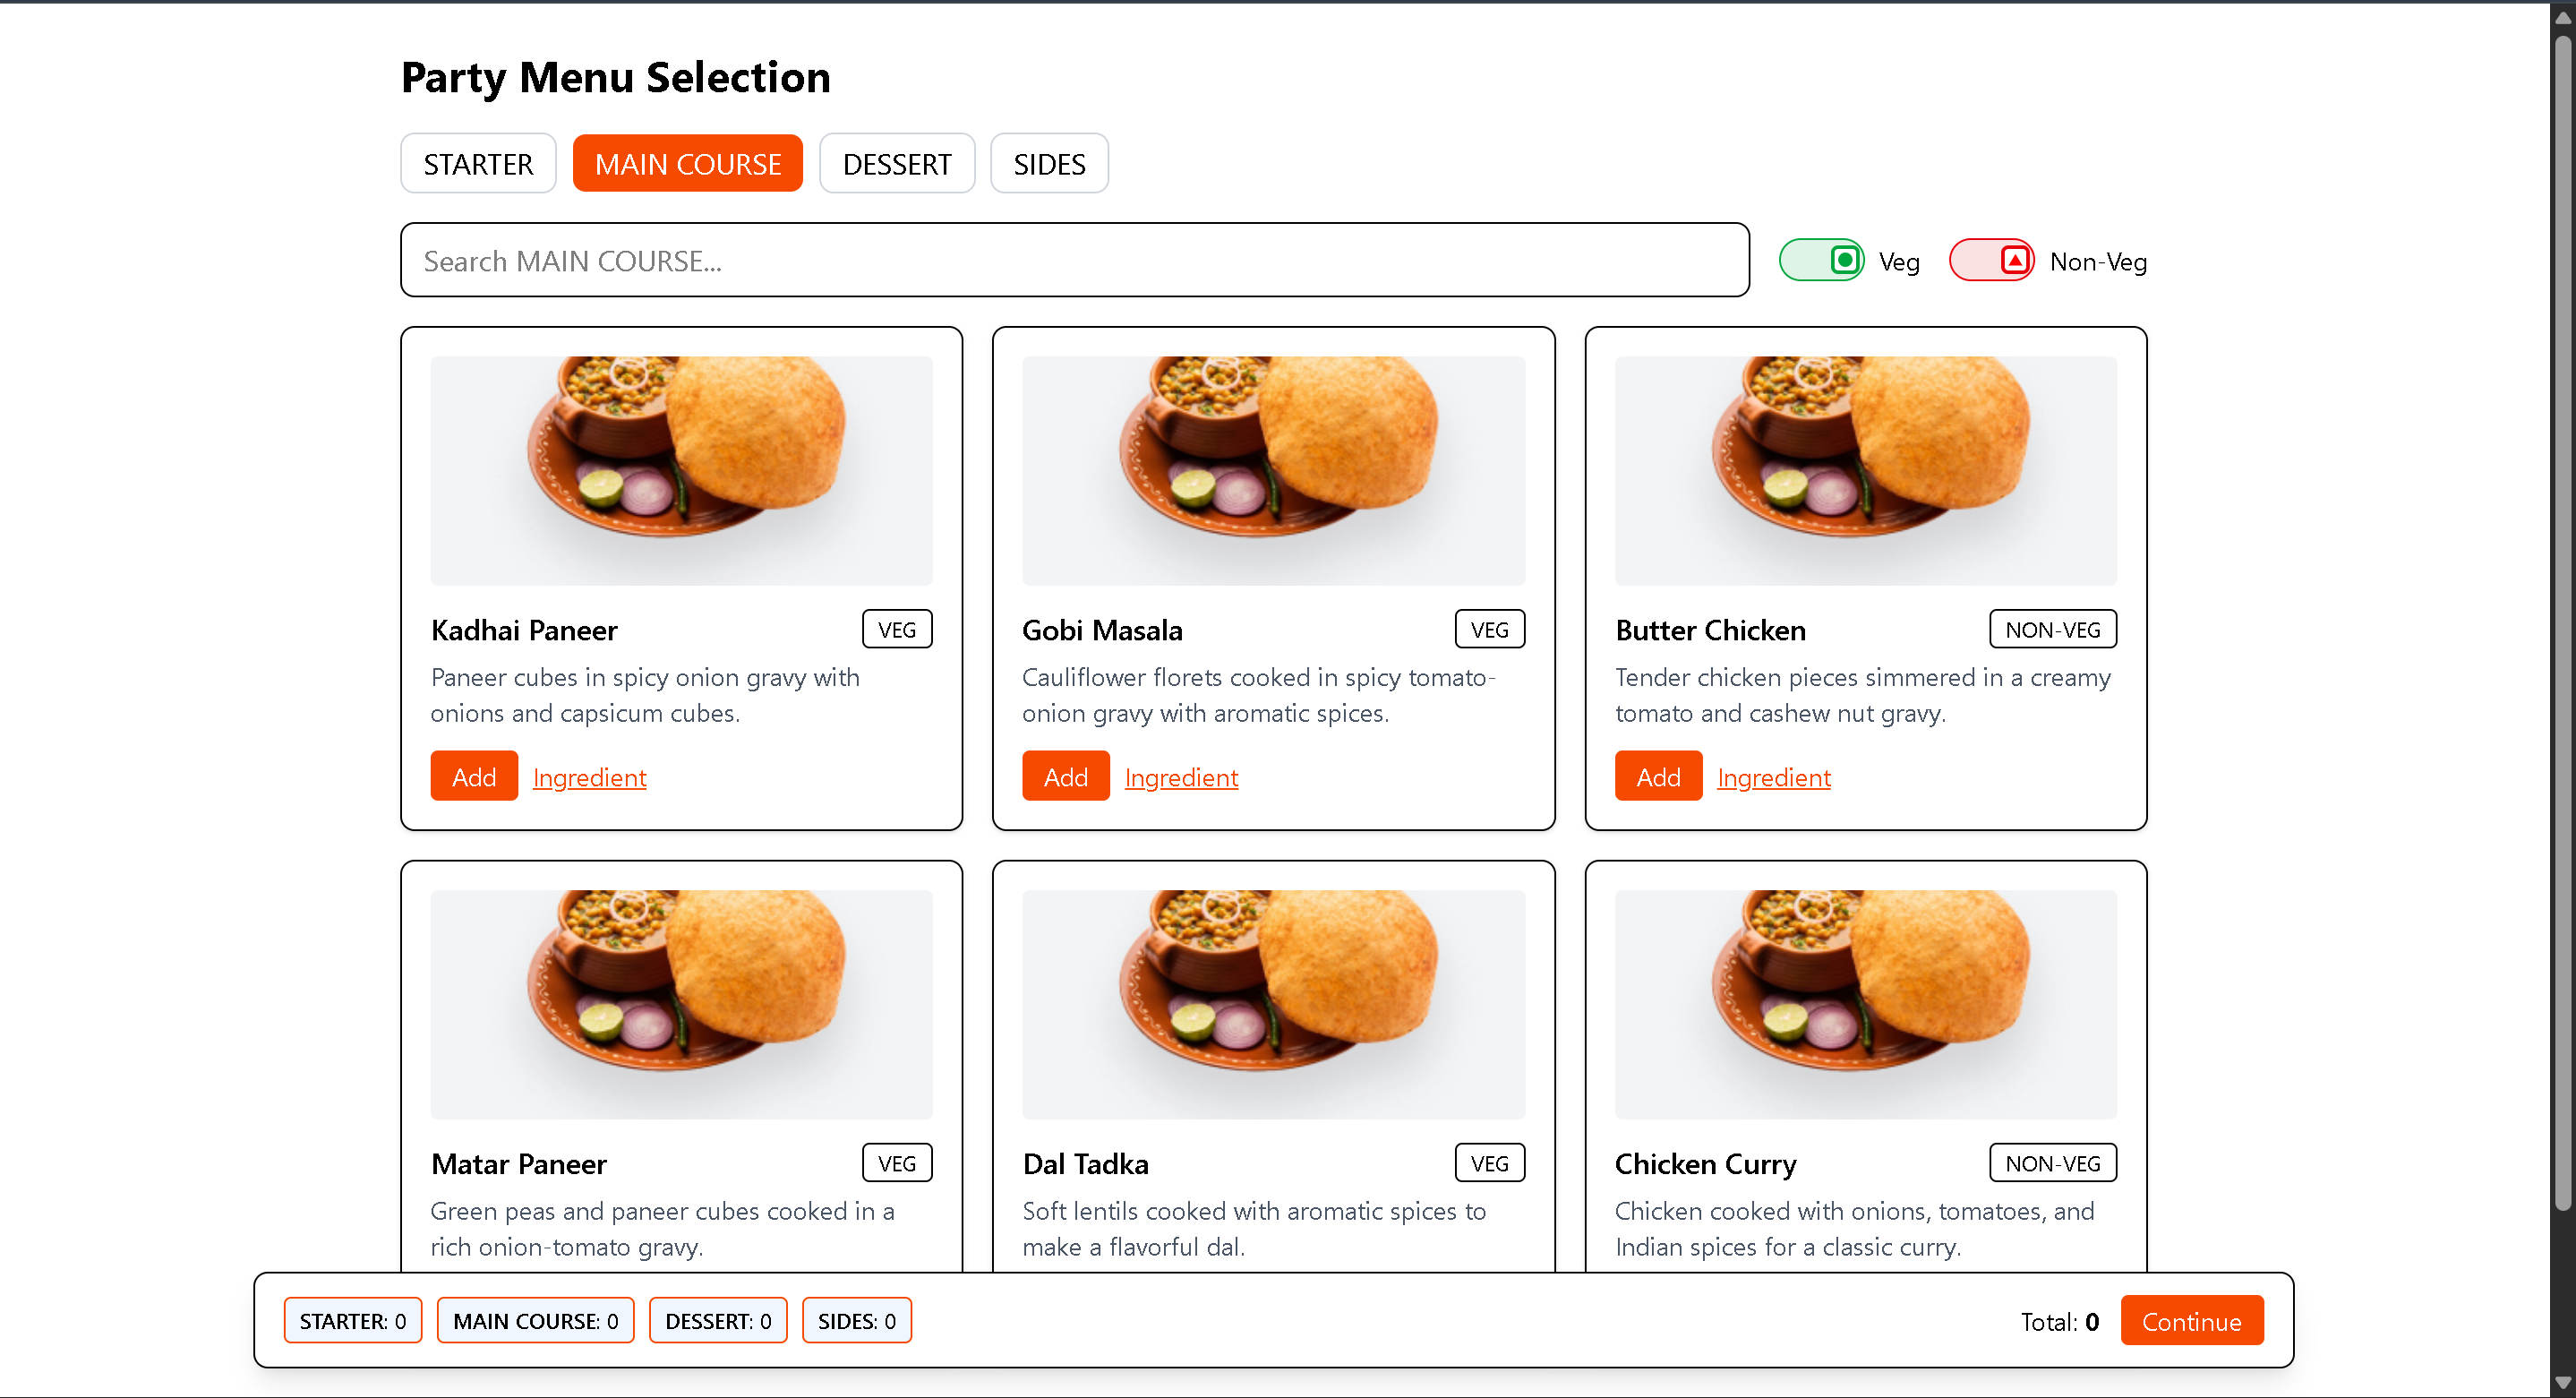 Party Menu Selection
STARTER
MAIN COURSE
DESSERT
SIDES
Search MAIN COURSE...
Veg
Non-Veg
Kadhai Paneer
VEG
Paneer cubes in spicy onion gravy with
onions and capsicum cubes.
Add
Ingredient
Gobi Masala
VEG
Cauliflower florets cooked in spicy tomato-
onion gravy with aromatic spices.
Add
Ingredient
Butter Chicken
NON-VEG
Tender chicken pieces simmered in a creamy
tomato and cashew nut gravy.
Add
Ingredient
Matar Paneer
VEG
Green peas and paneer cubes cooked in a
rich onion-tomato gravy.
Dal Tadka
VEG
Soft lentils cooked with aromatic spices to
make a flavorful dal.
Chicken Curry
NON-VEG
Chicken cooked with onions, tomatoes, and
Indian spices for a classic curry.
STARTER: 0
MAIN COURSE: 0
DESSERT: 0
SIDES: 0
Total: 0
Continue